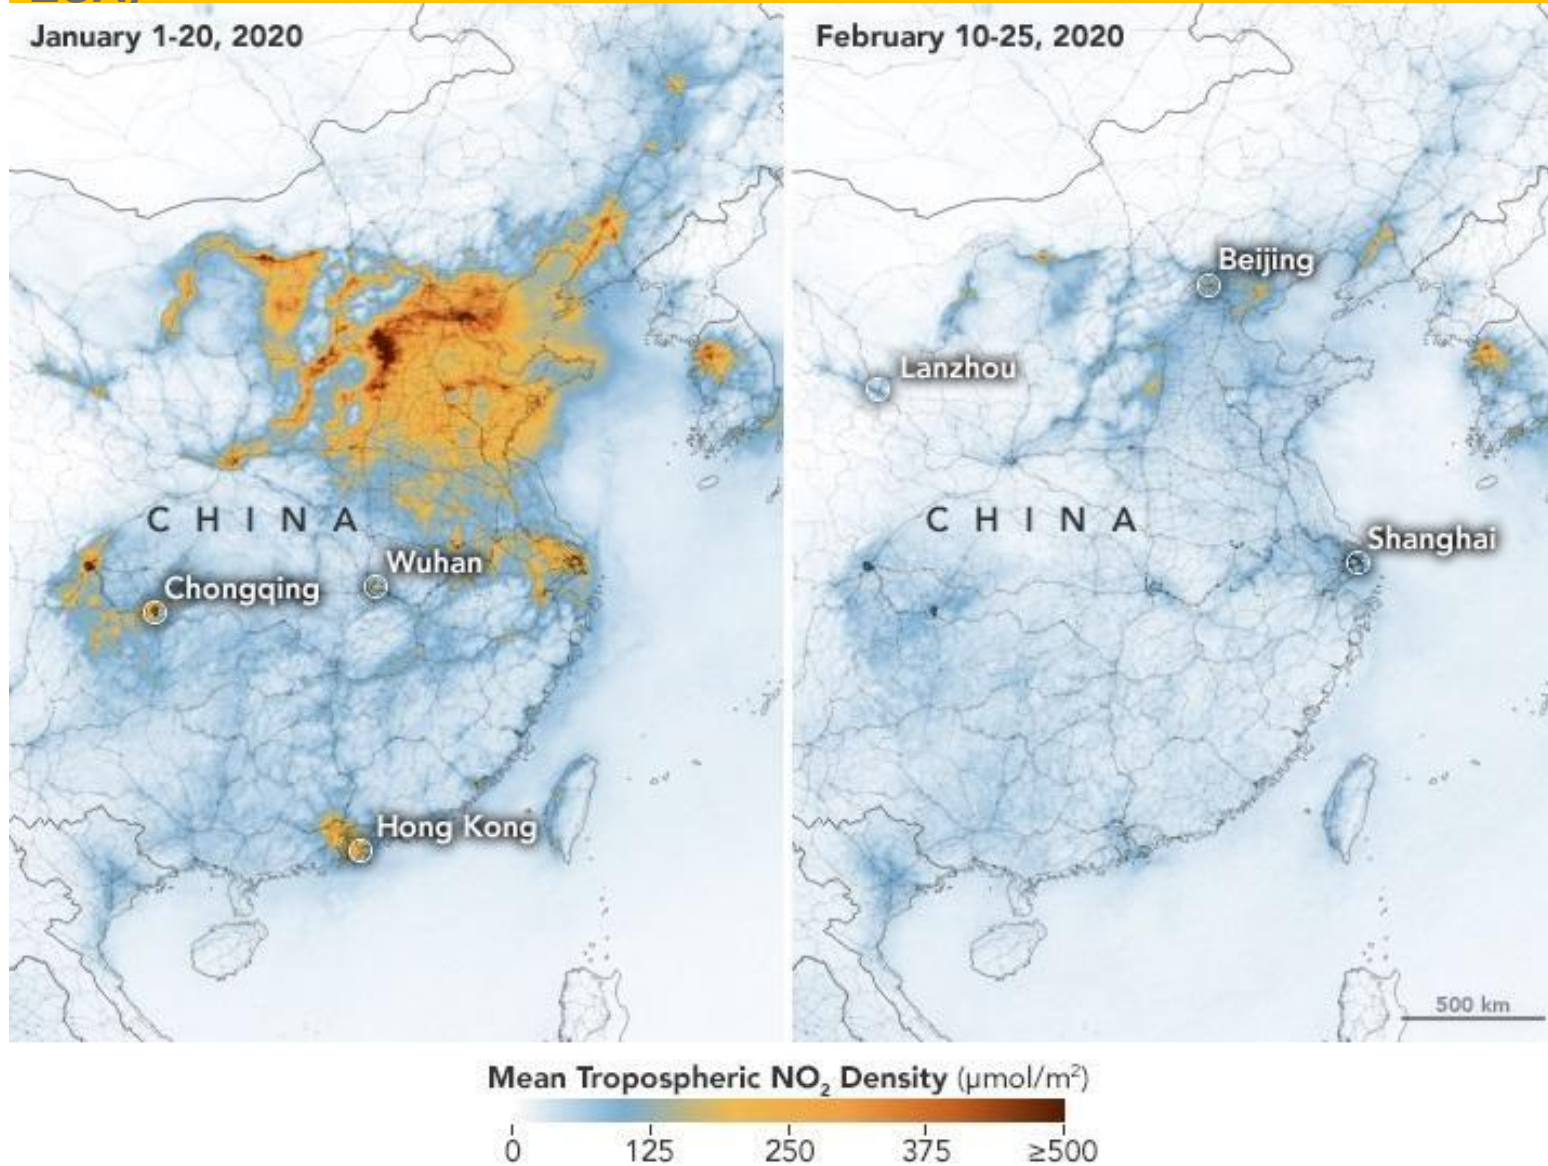 January 1-20, 2020
CHINA
Wuhan
Chongqing
Hong Kong
February 10-25, 2020
Beijing
Lanzhou
CHINA
Shanghai
500 km
Mean Tropospheric NO₂ Density (μmol/m²)
0 125 250 375 ≥500